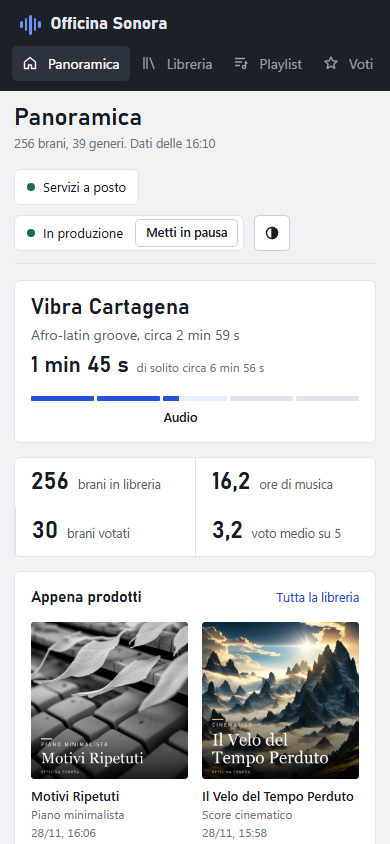 Officina Sonora
Panoramica
Libreria
Playlist
Voti
Panoramica
256 brani, 39 generi. Dati delle 16:10
Servizi a posto
In produzione
Metti in pausa
Vibra Cartagena
Afro-latin groove, circa 2 min 59 s
1 min 45 s di solito circa 6 min 56 s
Audio
256 brani in libreria
16,2 ore di musica
30 brani votati
3,2 voto medio su 5
Appena prodotti
Tutta la libreria
PIANO MINIMALISTA
Motivi Ripetuti
OFFICINA SONORA
CINEMATICO
Il Velo del
Tempo Perduto
OFFICINA SONORA
Motivi Ripetuti
Piano minimalista
28/11, 16:06
Il Velo del Tempo Perduto
Score cinematico
28/11, 15:58